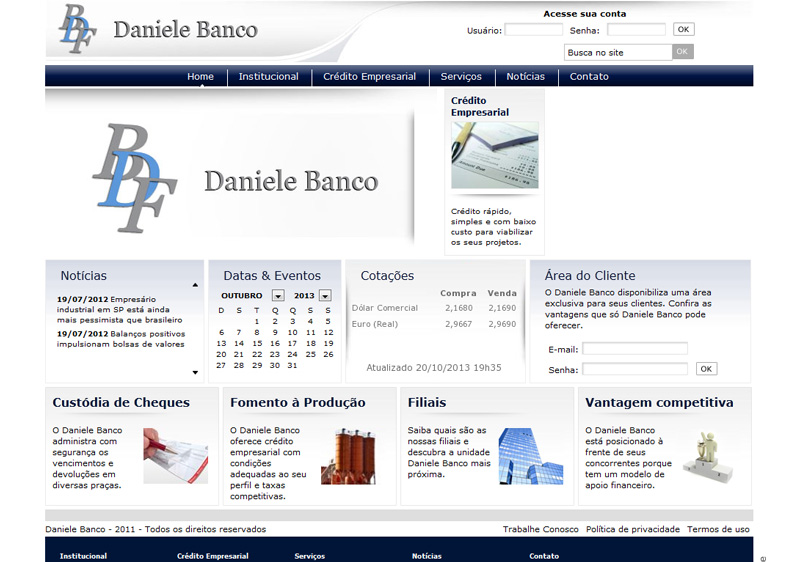 BDF
Daniele Banco
Acesse sua conta
Usuário: Senha: OK
Busca no site OK
Home Institucional Crédito Empresarial Serviços Notícias Contato
BDF
Daniele Banco
Crédito
Empresarial
Crédito rápido,
simples e com baixo
custo para viabilizar
os seus projetos.
Notícias
19/07/2012 Empresário
industrial em SP está ainda
mais pessimista que brasileiro
19/07/2012 Balanços positivos
impulsionam bolsas de valores
Datas & Eventos
OUTUBRO 2013
D S T Q Q S S
1 2 3 4 5
6 7 8 9 10 11 12
13 14 15 16 17 18 19
20 21 22 23 24 25 26
27 28 29 30 31
Cotações
Compra Venda
Dólar Comercial 2,1680 2,1690
Euro (Real) 2,9667 2,9690
Atualizado 20/10/2013 19h35
Área do Cliente
O Daniele Banco disponibiliza uma área
exclusiva para seus clientes. Confira as
vantagens que só Daniele Banco pode
oferecer.
E-mail:
Senha: OK
Custódia de Cheques
O Daniele Banco
administra com
segurança os
vencimentos e
devoluções em
diversas praças.
Fomento à Produção
O Daniele Banco
oferece crédito
empresarial com
condições
adequadas ao seu
perfil e taxas
competitivas.
Filiais
Saiba quais são as
nossas filiais e
descubra a unidade
Daniele Banco mais
próxima.
Vantagem competitiva
O Daniele Banco
está posicionado à
frente de seus
concorrentes porque
tem um modelo de
apoio financeiro.
Daniele Banco - 2011 - Todos os direitos reservados
Trabalhe Conosco Política de privacidade Termos de uso
Institucional Crédito Empresarial Serviços Notícias Contato
e